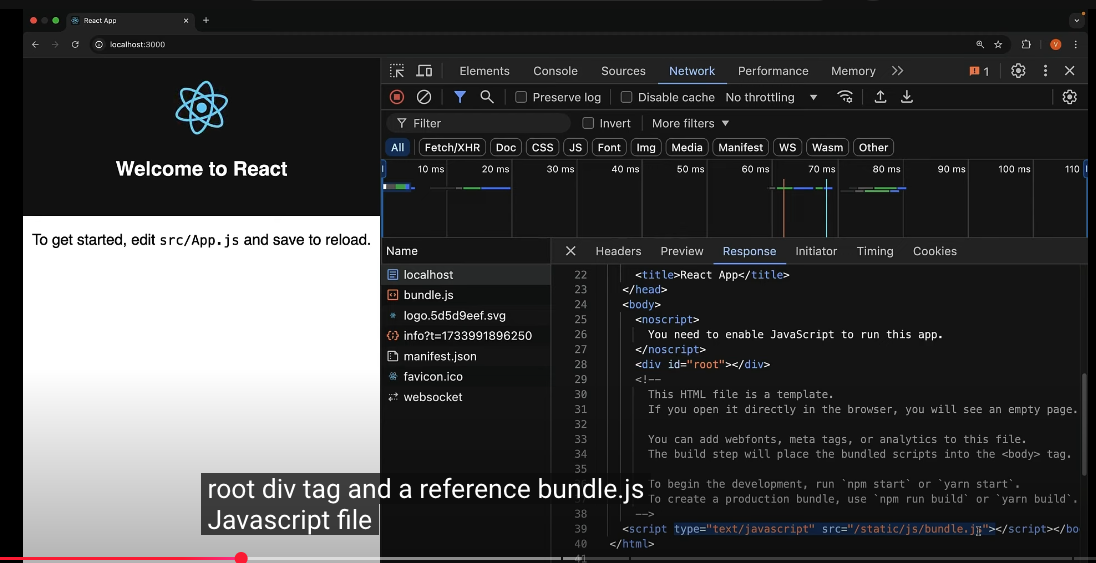 React App
localhost:3000
V
Welcome to React
To get started, edit src/App.js and save to reload.
Elements Console Sources Network Performance Memory 1
Preserve log Disable cache No throttling
Filter Invert More filters
All Fetch/XHR Doc CSS JS Font Img Media Manifest WS Wasm Other
10 ms 20 ms 30 ms 40 ms 50 ms 60 ms 70 ms 80 ms 90 ms 100 ms 110
Name
localhost
bundle.js
logo.5d5d9eef.svg
info?t=1733991896250
manifest.json
favicon.ico
websocket
Headers Preview Response Initiator Timing Cookies
22 <title>React App</title>
23 </head>
24 <body>
25 <noscript>
26 You need to enable JavaScript to run this app.
27 </noscript>
28 <div id="root"></div>
29 <!--
30 This HTML file is a template.
31 If you open it directly in the browser, you will see an empty page.
32
33 You can add webfonts, meta tags, or analytics to this file.
34 The build step will place the bundled scripts into the <body> tag.
35
To begin the development, run `npm start` or `yarn start`.
To create a production bundle, use `npm run build` or `yarn build`.
38 -->
39 <script type="text/javascript" src="/static/js/bundle.js"></script></bo
40 </html>
root div tag and a reference bundle.js
Javascript file